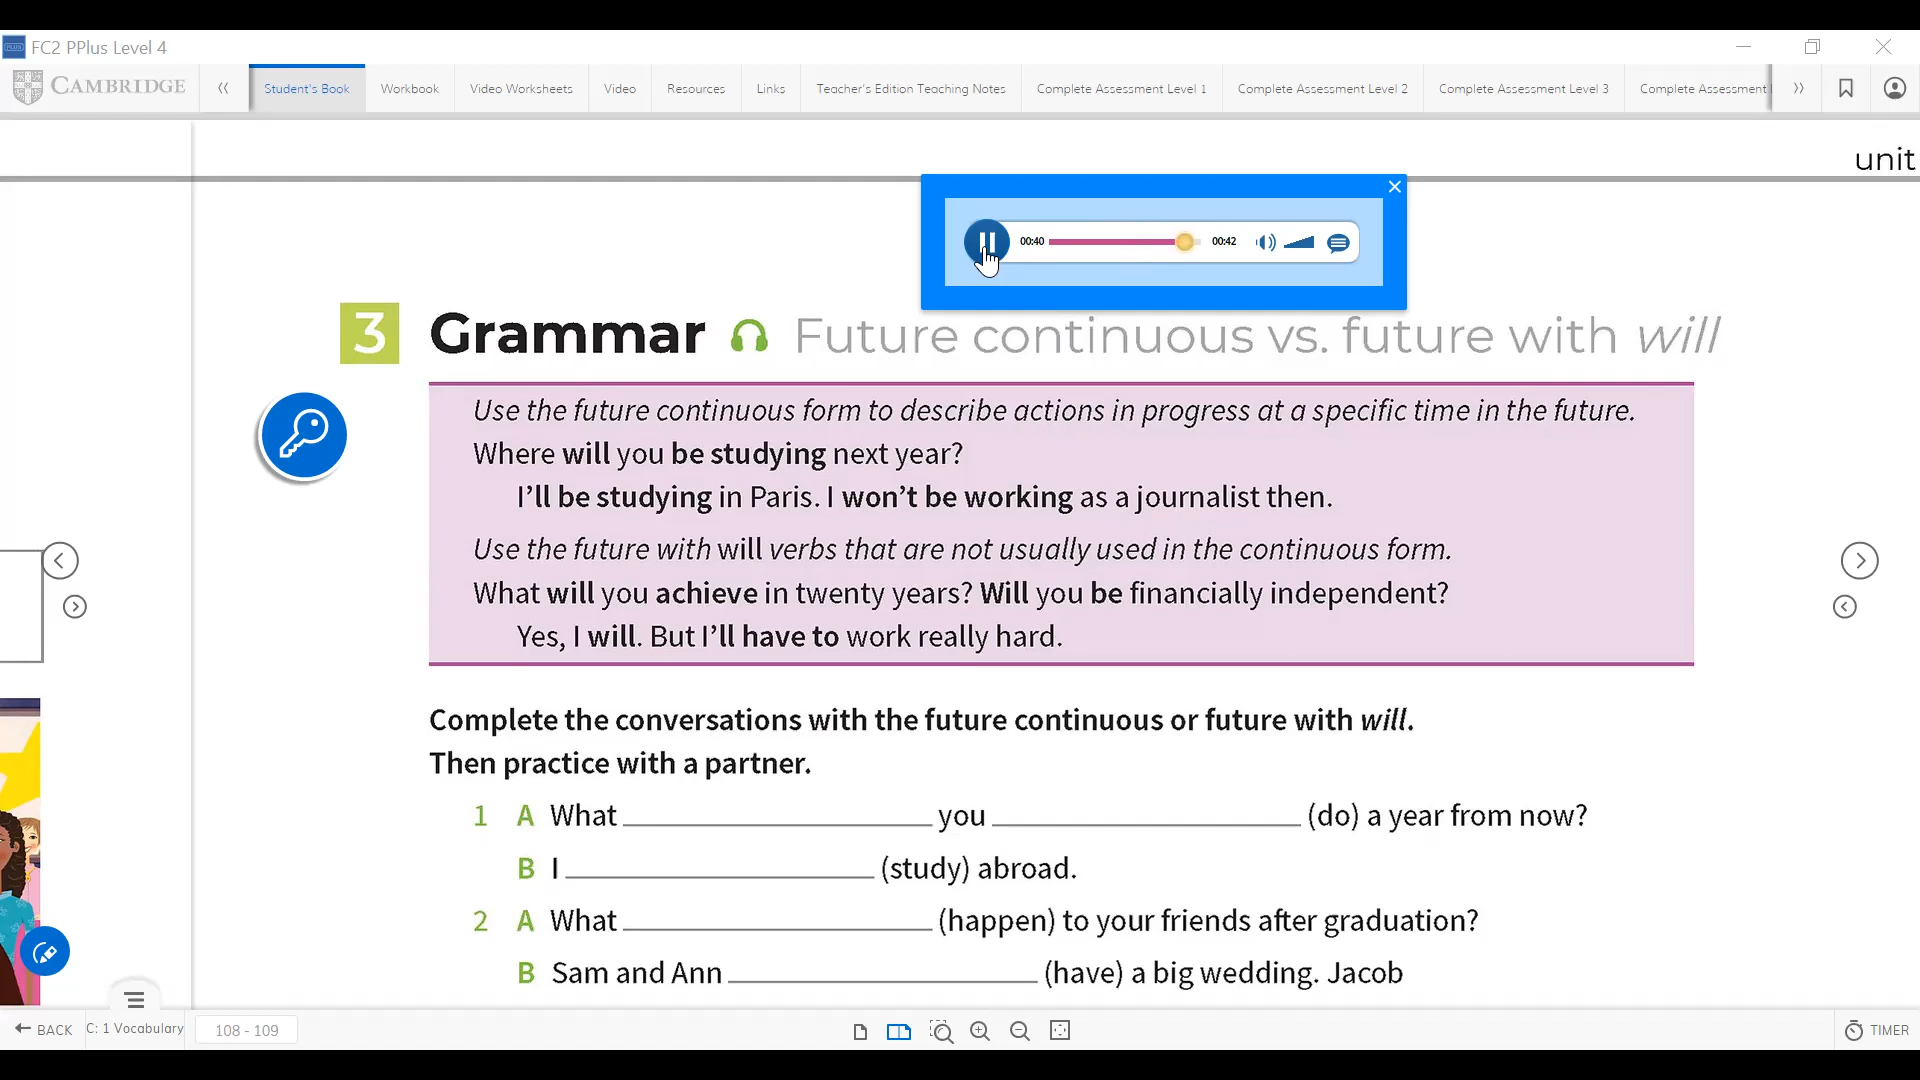 FC2 PPlus Level 4
CAMBRIDGE
Student's Book
Workbook
Video Worksheets
Video
Resources
Links
Teacher's Edition Teaching Notes
Complete Assessment Level 1
Complete Assessment Level 2
Complete Assessment Level 3
Complete Assessment
unit
00:40
00:42
3 Grammar Future continuous vs. future with will
Use the future continuous form to describe actions in progress at a specific time in the future.
Where will you be studying next year?
I'll be studying in Paris. I won't be working as a journalist then.
Use the future with will verbs that are not usually used in the continuous form.
What will you achieve in twenty years? Will you be financially independent?
Yes, I will. But I'll have to work really hard.
Complete the conversations with the future continuous or future with will.
Then practice with a partner.
1 A What ____________________ you ____________________ (do) a year from now?
B I ____________________ (study) abroad.
2 A What ____________________ (happen) to your friends after graduation?
B Sam and Ann ____________________ (have) a big wedding. Jacob
BACK
C: 1 Vocabulary
108 - 109
TIMER